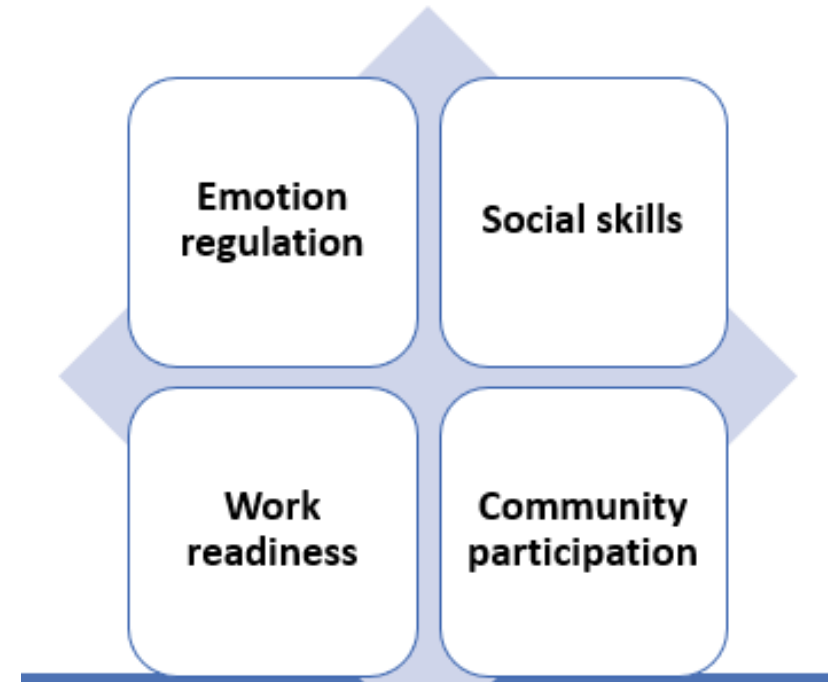 Emotion
regulation
Social skills
Work
readiness
Community
participation